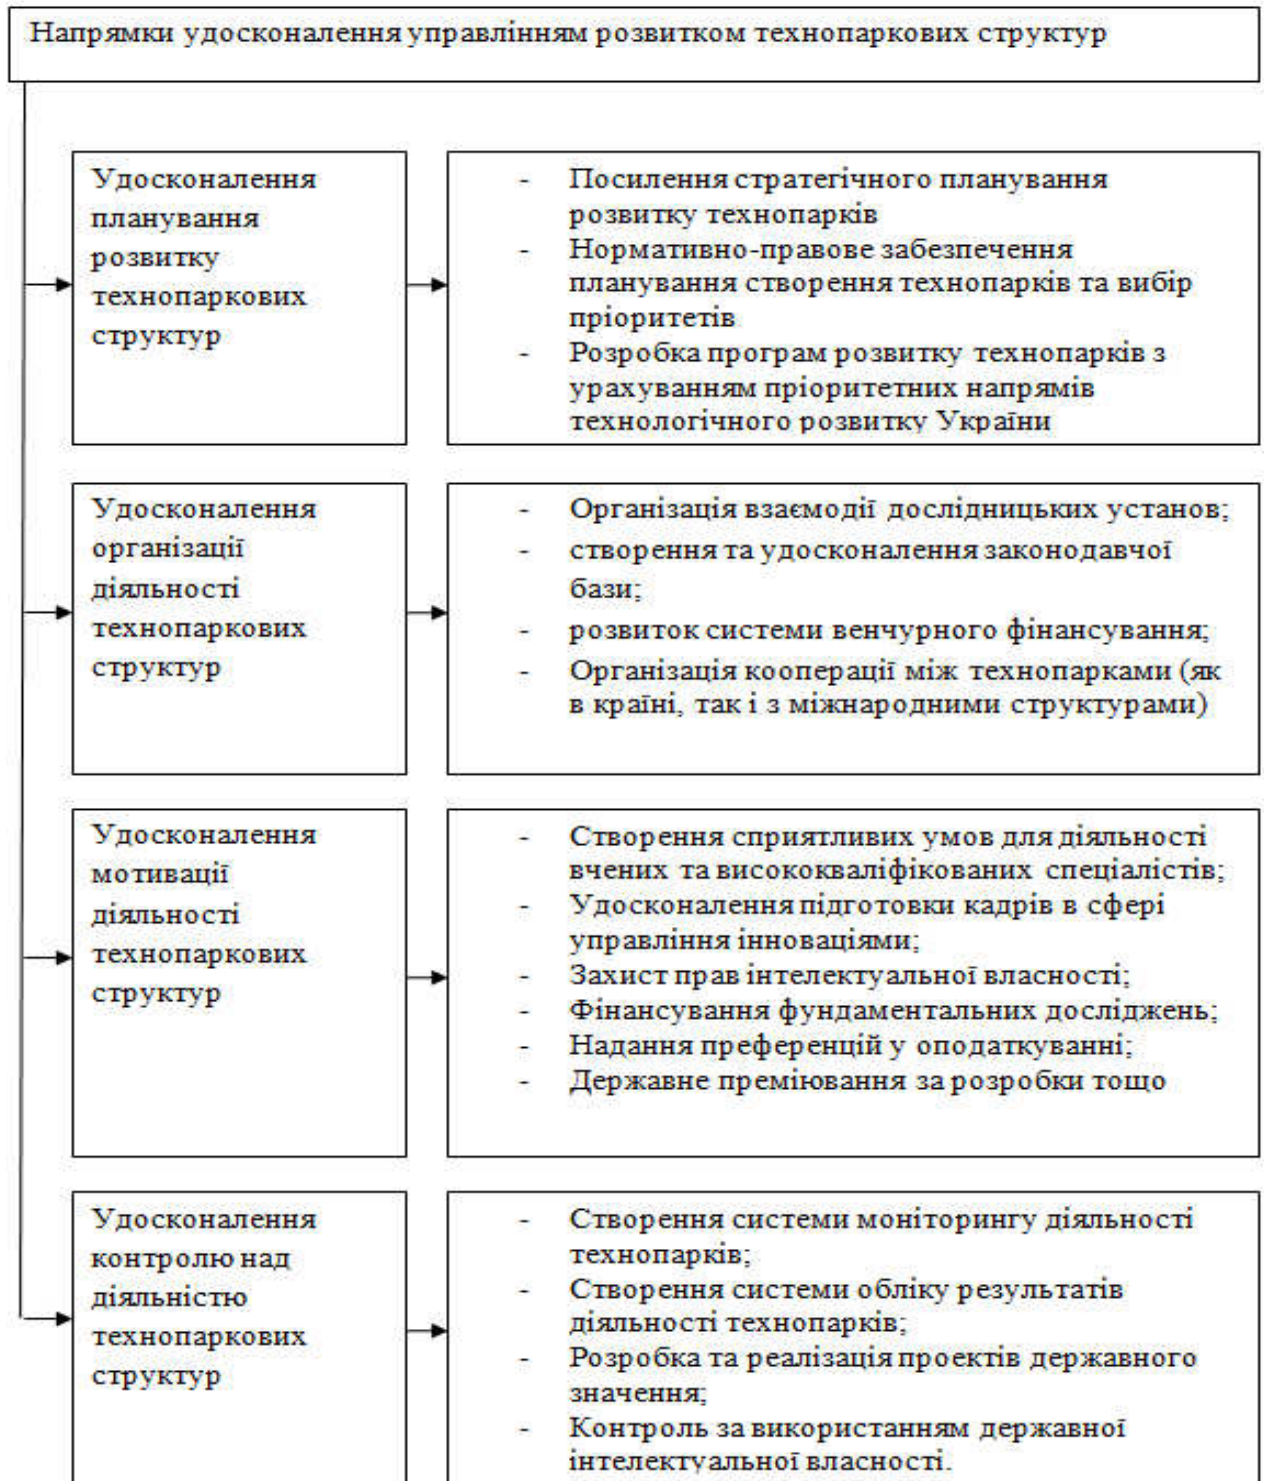 Напрямки удосконалення управлінням розвитком технопаркових структур
Удосконалення
планування
розвитку
технопаркових
структур
- Посилення стратегічного планування
розвитку технопарків
- Нормативно-правове забезпечення
планування створення технопарків та вибір
пріоритетів
- Розробка програм розвитку технопарків з
урахуванням пріоритетних напрямів
технологічного розвитку України
Удосконалення
організації
діяльності
технопаркових
структур
- Організація взаємодії дослідницьких установ;
- створення та удосконалення законодавчої
бази;
- розвиток системи венчурного фінансування;
- Організація кооперації між технопарками (як
в країні, так і з міжнародними структурами)
Удосконалення
мотивації
діяльності
технопаркових
структур
- Створення сприятливих умов для діяльності
вчених та висококваліфікованих спеціалістів;
- Удосконалення підготовки кадрів в сфері
управління інноваціями;
- Захист прав інтелектуальної власності;
- Фінансування фундаментальних досліджень;
- Надання преференцій у оподаткуванні;
- Державне преміювання за розробки тощо
Удосконалення
контролю над
діяльністю
технопаркових
структур
- Створення системи моніторингу діяльності
технопарків;
- Створення системи обліку результатів
діяльності технопарків;
- Розробка та реалізація проектів державного
значення;
- Контроль за використанням державної
інтелектуальної власності.